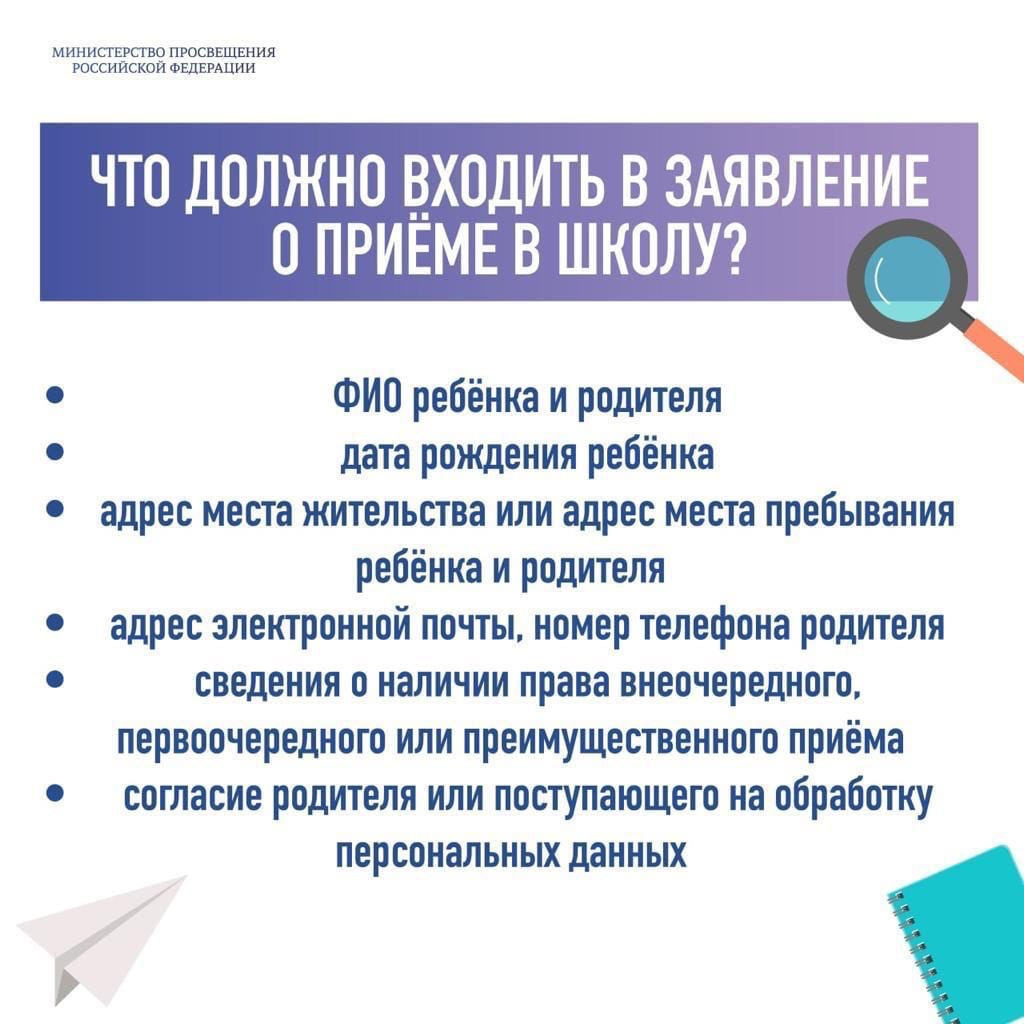 МИНИСТЕРСТВО ПРОСВЕЩЕНИЯ
РОССИЙСКОЙ ФЕДЕРАЦИИ
ЧТО ДОЛЖНО ВХОДИТЬ В ЗАЯВЛЕНИЕ
О ПРИЁМЕ В ШКОЛУ?
• ФИО ребёнка и родителя
• дата рождения ребёнка
• адрес места жительства или адрес места пребывания
ребёнка и родителя
• адрес электронной почты, номер телефона родителя
• сведения о наличии права внеочередного,
первоочередного или преимущественного приёма
• согласие родителя или поступающего на обработку
персональных данных